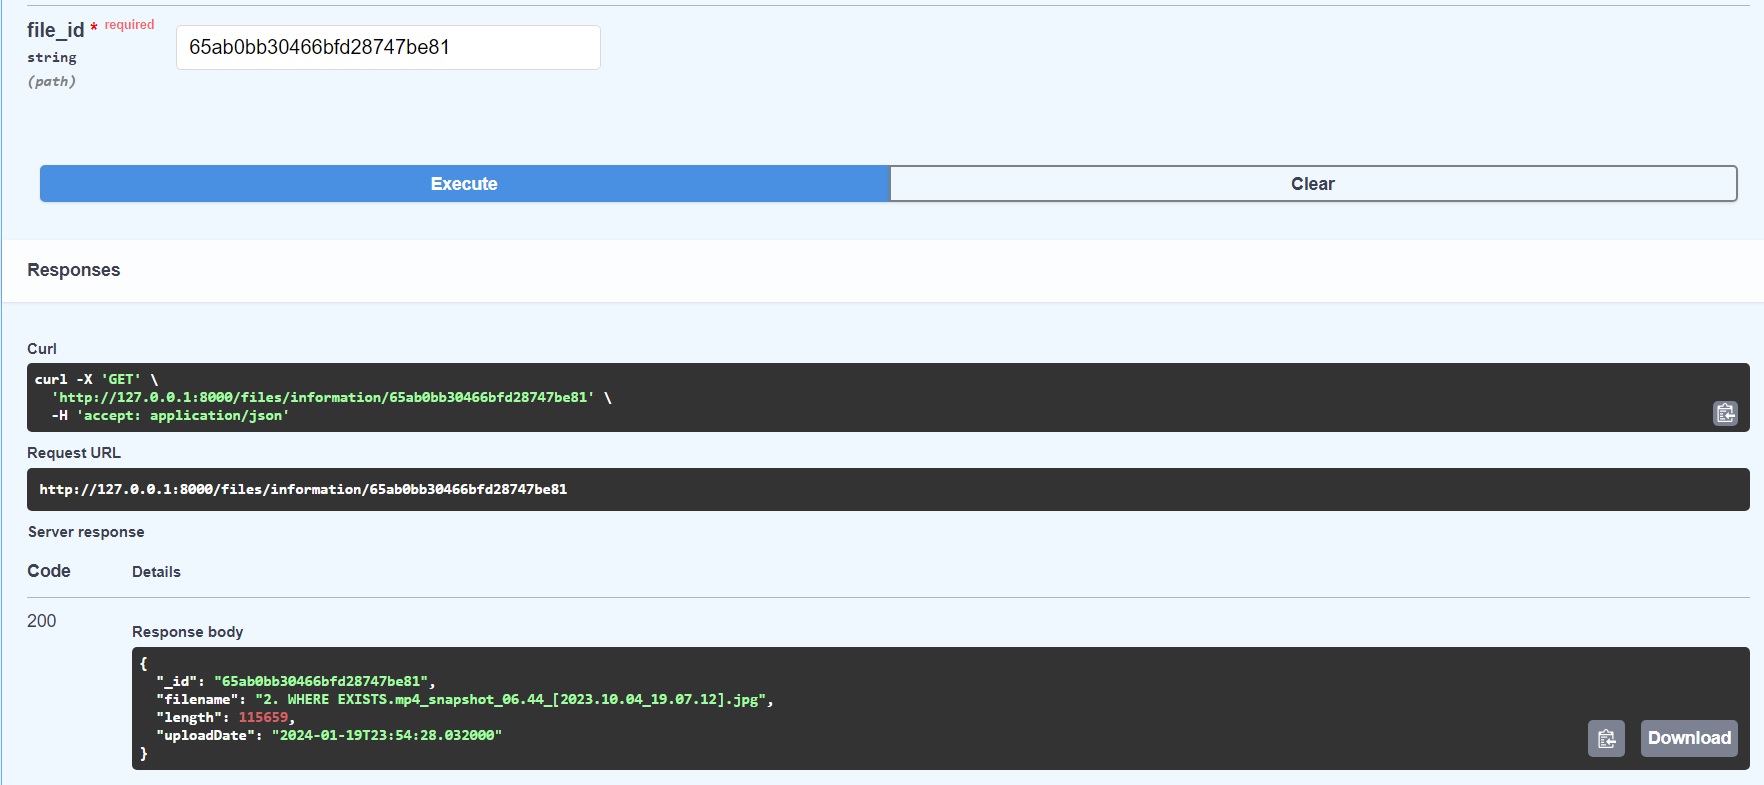 file_id * required
65ab0bb30466bfd28747be81
string
(path)
Execute
Clear
Responses
Curl
curl -X 'GET' \
  'http://127.0.0.1:8000/files/information/65ab0bb30466bfd28747be81' \
  -H 'accept: application/json'
Request URL
http://127.0.0.1:8000/files/information/65ab0bb30466bfd28747be81
Server response
Code Details
200
Response body
{
  "_id": "65ab0bb30466bfd28747be81",
  "filename": "2. WHERE EXISTS.mp4_snapshot_06.44_[2023.10.04_19.07.12].jpg",
  "length": 115659,
  "uploadDate": "2024-01-19T23:54:28.032000"
}
Download